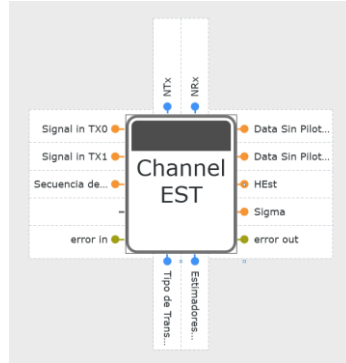 NTx
NRx
Signal in TX0
Data Sin Pilot...
Signal in TX1
Data Sin Pilot...
Secuencia de...
HEst
Channel
EST
Sigma
error in
error out
Tipo de Trans...
Estimadores...